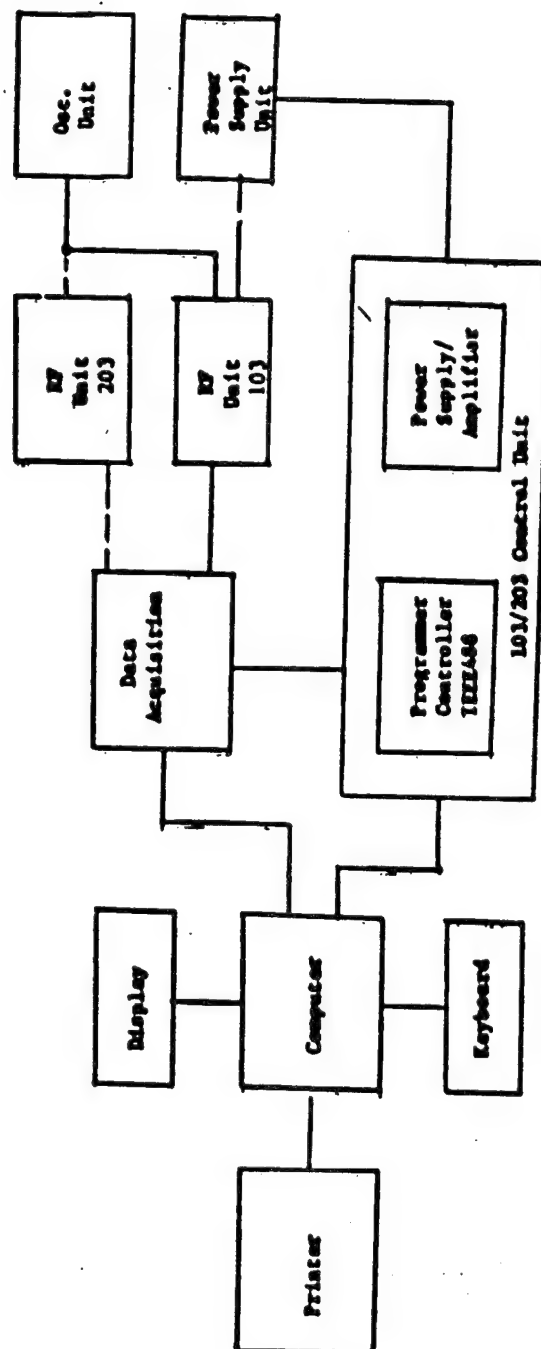 Printer
Display
Computer
Keyboard
Data
Acquisition
Programmer
Controller
IEEE488
Power
Supply/
Amplifier
103/203 Control Unit
RF
Unit
203
RF
Unit
103
Osc.
Unit
Power
Supply
Unit